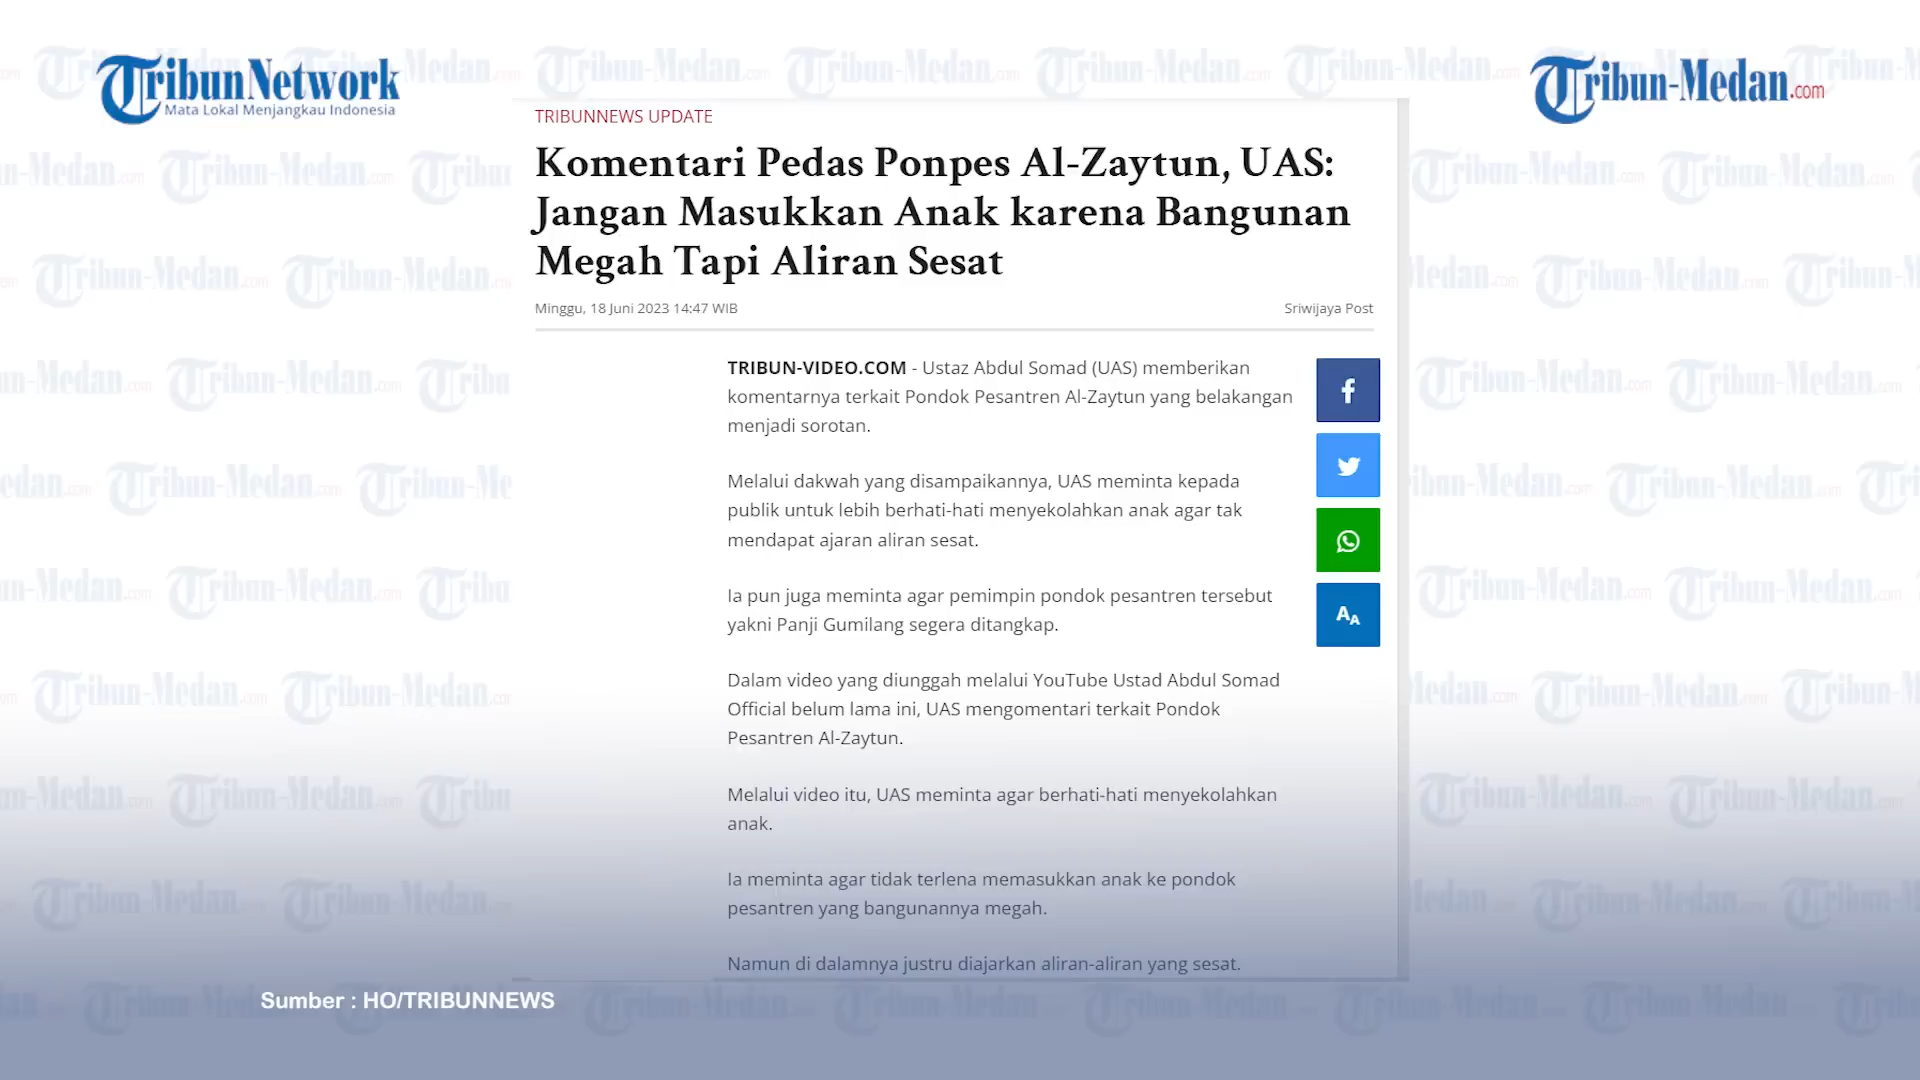 Tribun Network
Mata Lokal Menjangkau Indonesia
Tribun-Medan.com
TRIBUNNEWS UPDATE
Komentari Pedas Ponpes Al-Zaytun, UAS:
Jangan Masukkan Anak karena Bangunan
Megah Tapi Aliran Sesat
Minggu, 18 Juni 2023 14:47 WIB
Sriwijaya Post
TRIBUN-VIDEO.COM - Ustaz Abdul Somad (UAS) memberikan
komentarnya terkait Pondok Pesantren Al-Zaytun yang belakangan
menjadi sorotan.
Melalui dakwah yang disampaikannya, UAS meminta kepada
publik untuk lebih berhati-hati menyekolahkan anak agar tak
mendapat ajaran aliran sesat.
Ia pun juga meminta agar pemimpin pondok pesantren tersebut
yakni Panji Gumilang segera ditangkap.
Dalam video yang diunggah melalui YouTube Ustad Abdul Somad
Official belum lama ini, UAS mengomentari terkait Pondok
Pesantren Al-Zaytun.
Melalui video itu, UAS meminta agar berhati-hati menyekolahkan
anak.
Ia meminta agar tidak terlena memasukkan anak ke pondok
pesantren yang bangunannya megah.
Namun di dalamnya justru diajarkan aliran-aliran yang sesat.
AA
Sumber : HO/TRIBUNNEWS